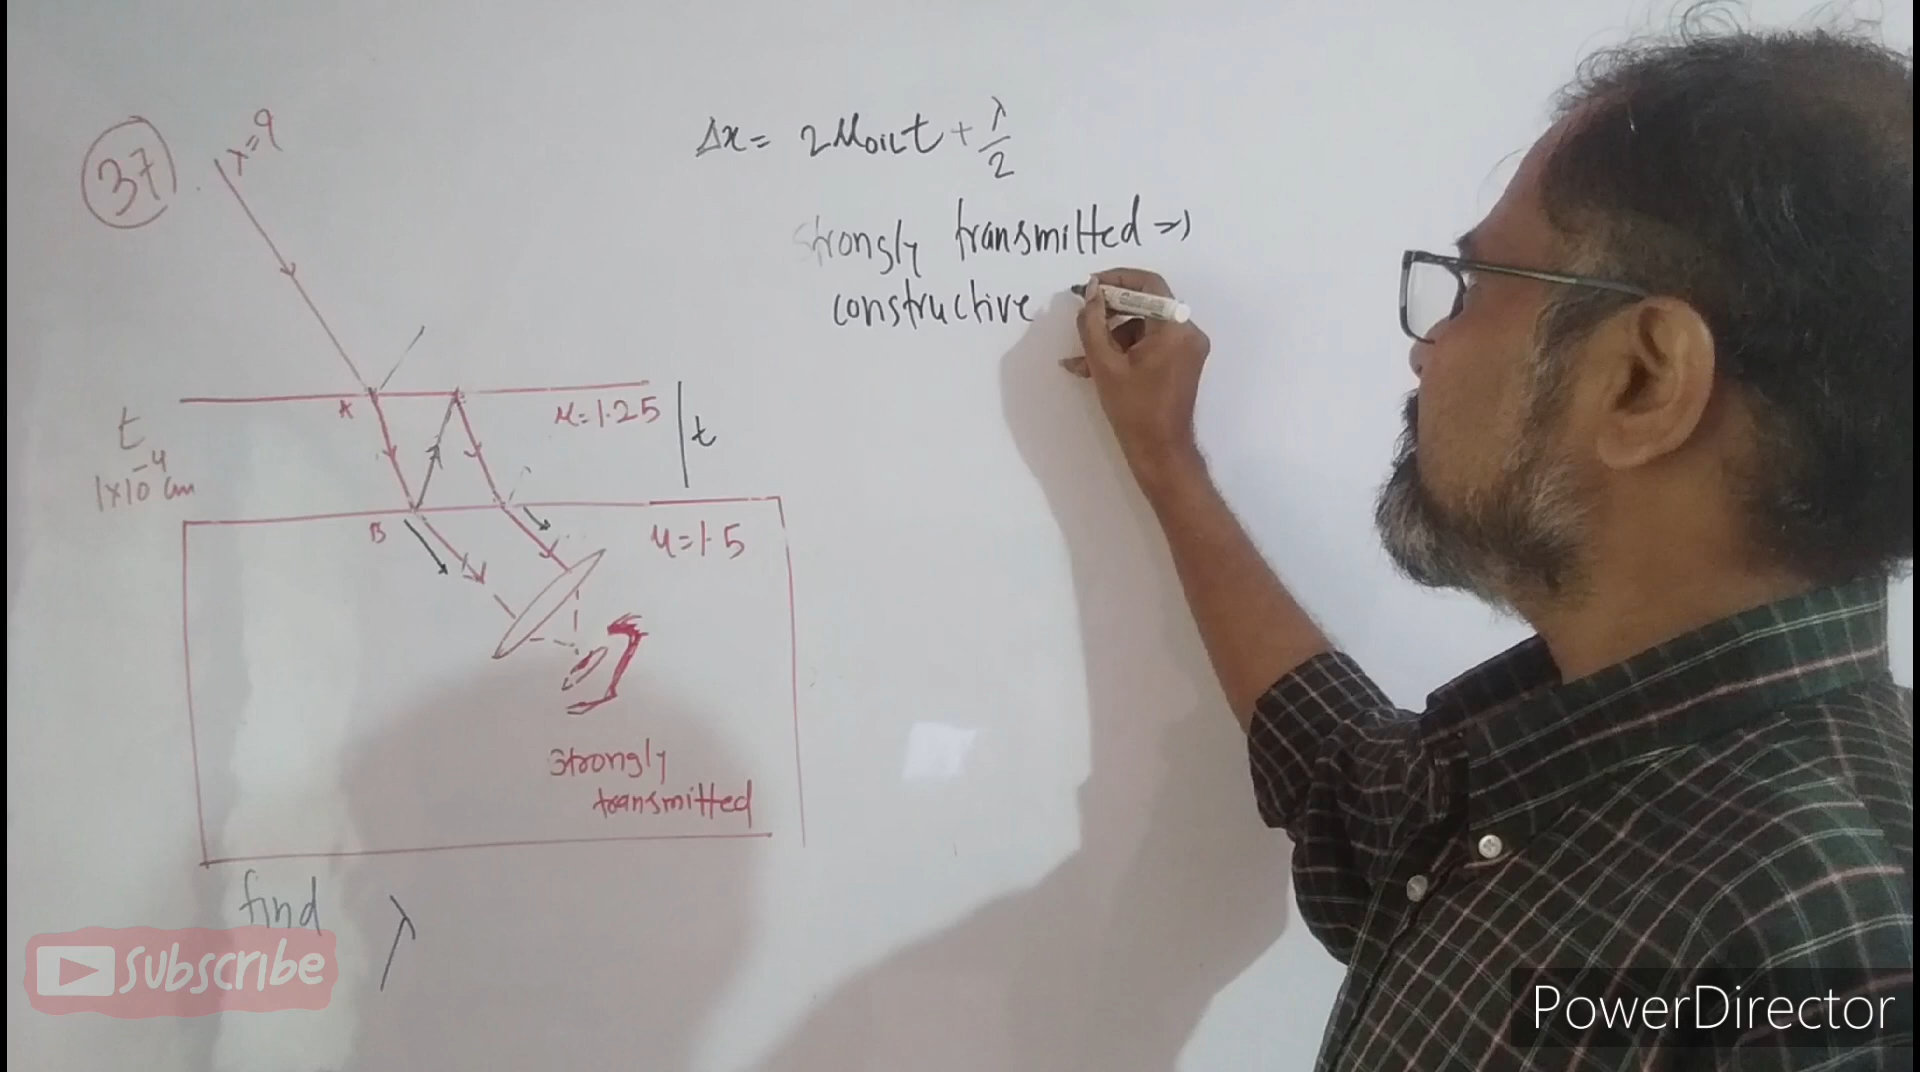 37
λ=?
Δx= 2μoil t + λ/2
strongly transmitted =>
constructive
A
μ=1.25
t
t
1×10⁻⁴ cm
B
μ=1.5
strongly
transmitted
find λ
SUBSCRIBE
PowerDirector